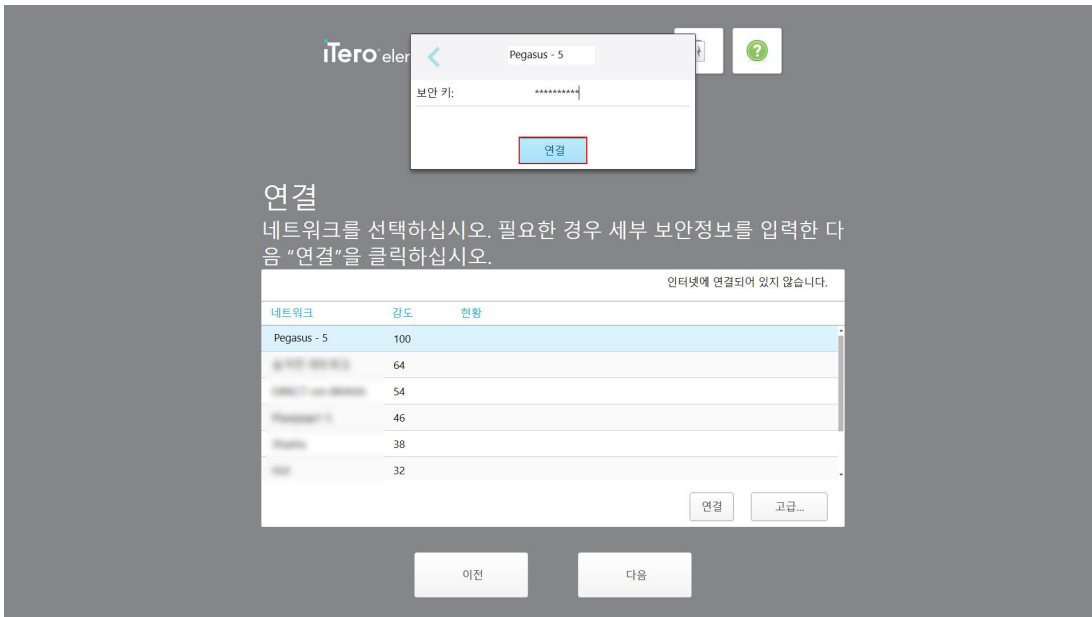 iTero eler
Pegasus - 5
보안 키: **********
연결
연결
네트워크를 선택하십시오. 필요한 경우 세부 보안정보를 입력한 다
음 "연결"을 클릭하십시오.
인터넷에 연결되어 있지 않습니다.
네트워크 강도 현황
Pegasus - 5 100
64
54
46
38
32
연결 고급...
이전 다음